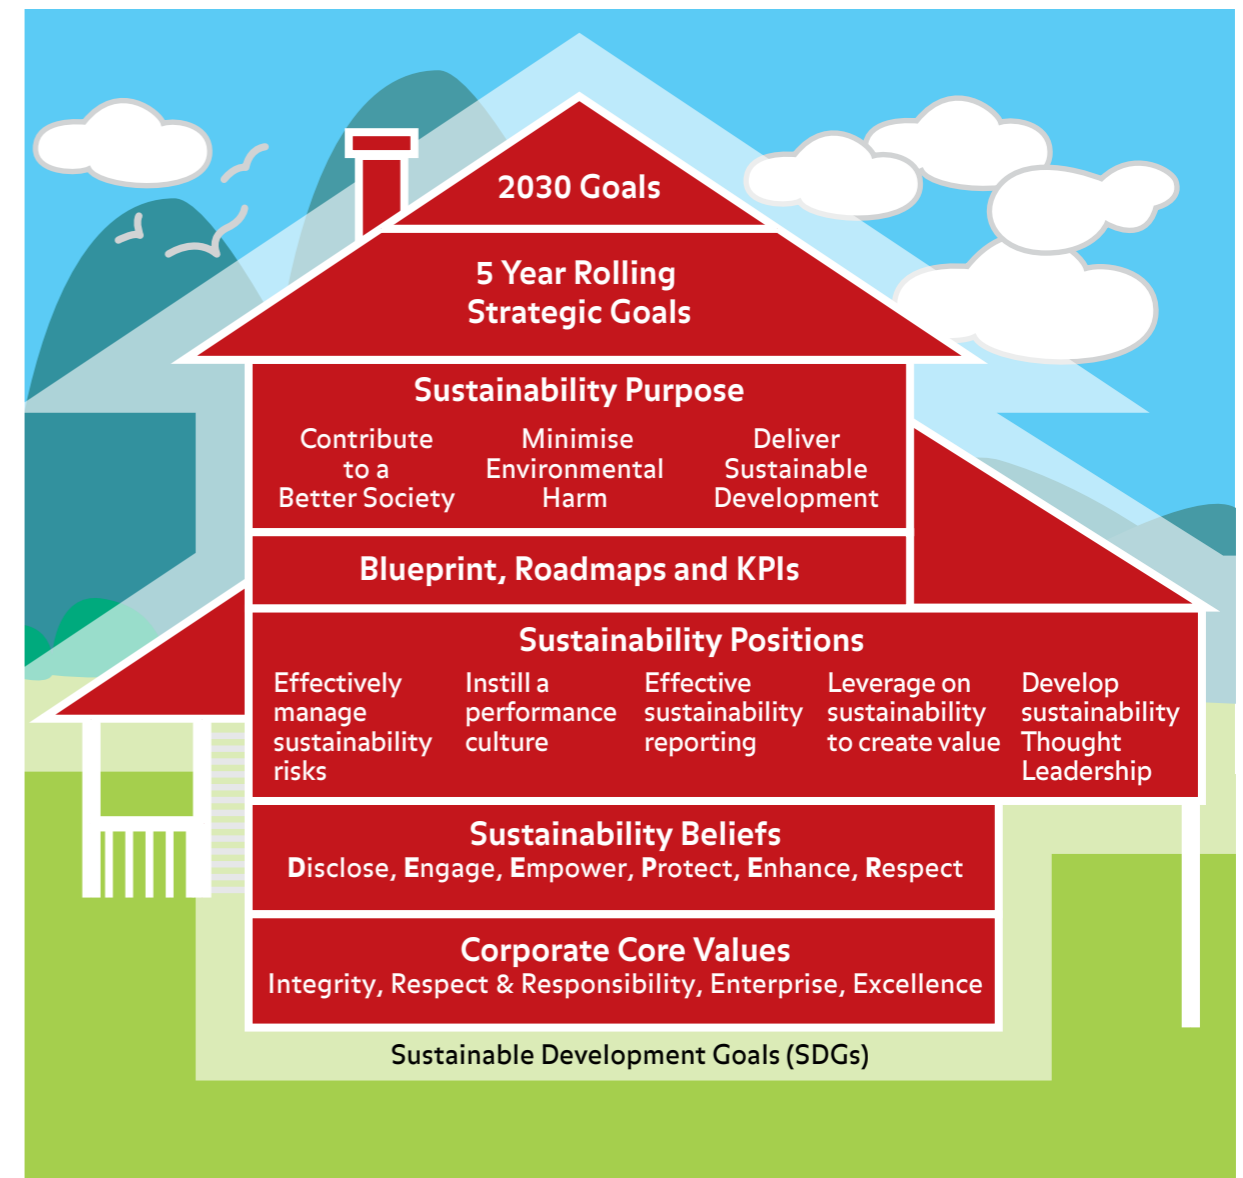 2030 Goals
5 Year Rolling
Strategic Goals
Sustainability Purpose
Contribute
to a
Better Society
Minimise
Environmental
Harm
Deliver
Sustainable
Development
Blueprint, Roadmaps and KPIs
Sustainability Positions
Effectively
manage
sustainability
risks
Instill a
performance
culture
Effective
sustainability
reporting
Leverage on
sustainability
to create value
Develop
sustainability
Thought
Leadership
Sustainability Beliefs
Disclose, Engage, Empower, Protect, Enhance, Respect
Corporate Core Values
Integrity, Respect & Responsibility, Enterprise, Excellence
Sustainable Development Goals (SDGs)